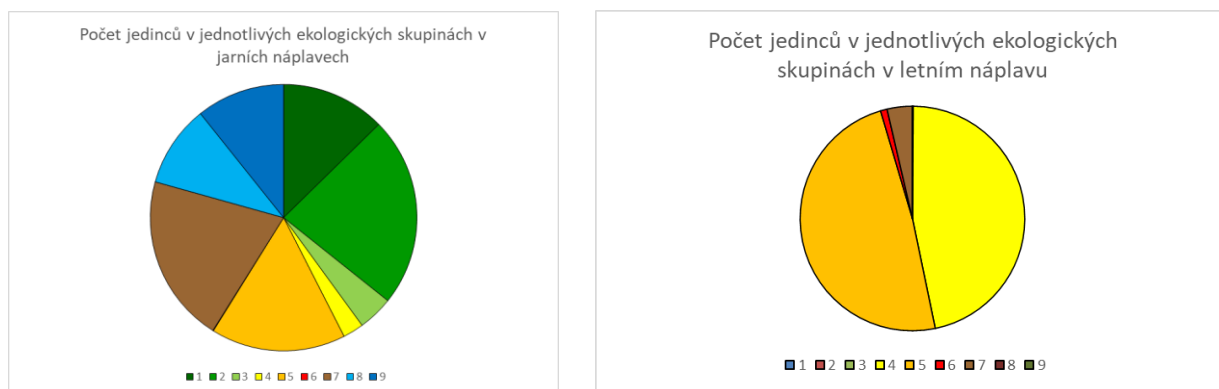 Počet jedinců v jednotlivých ekologických skupinách v
jarních náplavech
1 2 3 4 5 6 7 8 9
Počet jedinců v jednotlivých ekologických
skupinách v letním náplavu
1 2 3 4 5 6 7 8 9